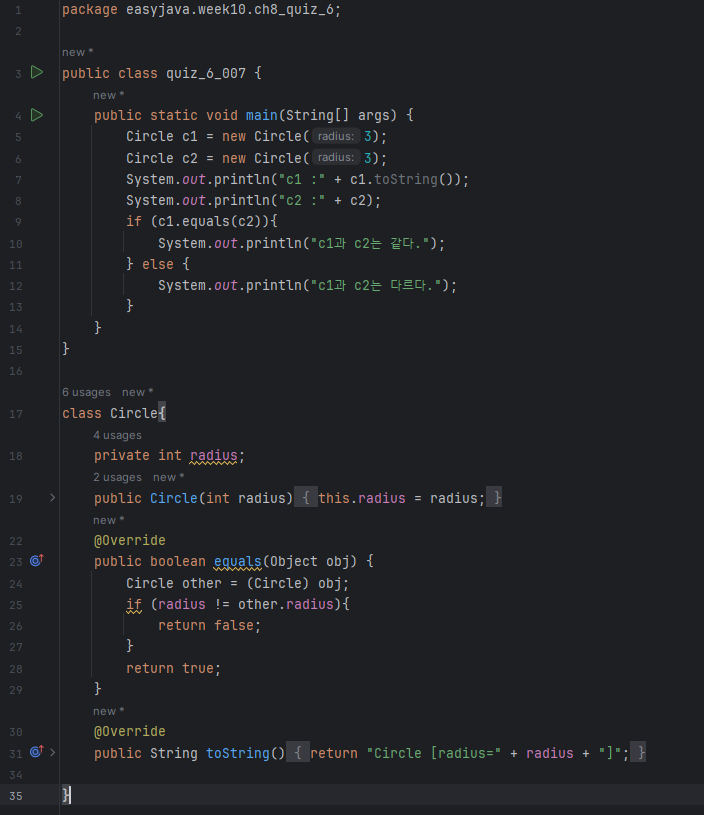 1 package easyjava.week10.ch8_quiz_6;
2
new *
3 public class quiz_6_007 {
new *
4 public static void main(String[] args) {
5 Circle c1 = new Circle( radius: 3);
6 Circle c2 = new Circle( radius: 3);
7 System.out.println("c1 :" + c1.toString());
8 System.out.println("c2 :" + c2);
9 if (c1.equals(c2)){
10 System.out.println("c1과 c2는 같다.");
11 } else {
12 System.out.println("c1과 c2는 다르다.");
13 }
14 }
15 }
16
6 usages new *
17 class Circle{
4 usages
18 private int radius;
2 usages new *
19 public Circle(int radius) { this.radius = radius; }
new *
22 @Override
23 public boolean equals(Object obj) {
24 Circle other = (Circle) obj;
25 if (radius != other.radius){
26 return false;
27 }
28 return true;
29 }
new *
30 @Override
31 public String toString() { return "Circle [radius=" + radius + "]"; }
34
35 }